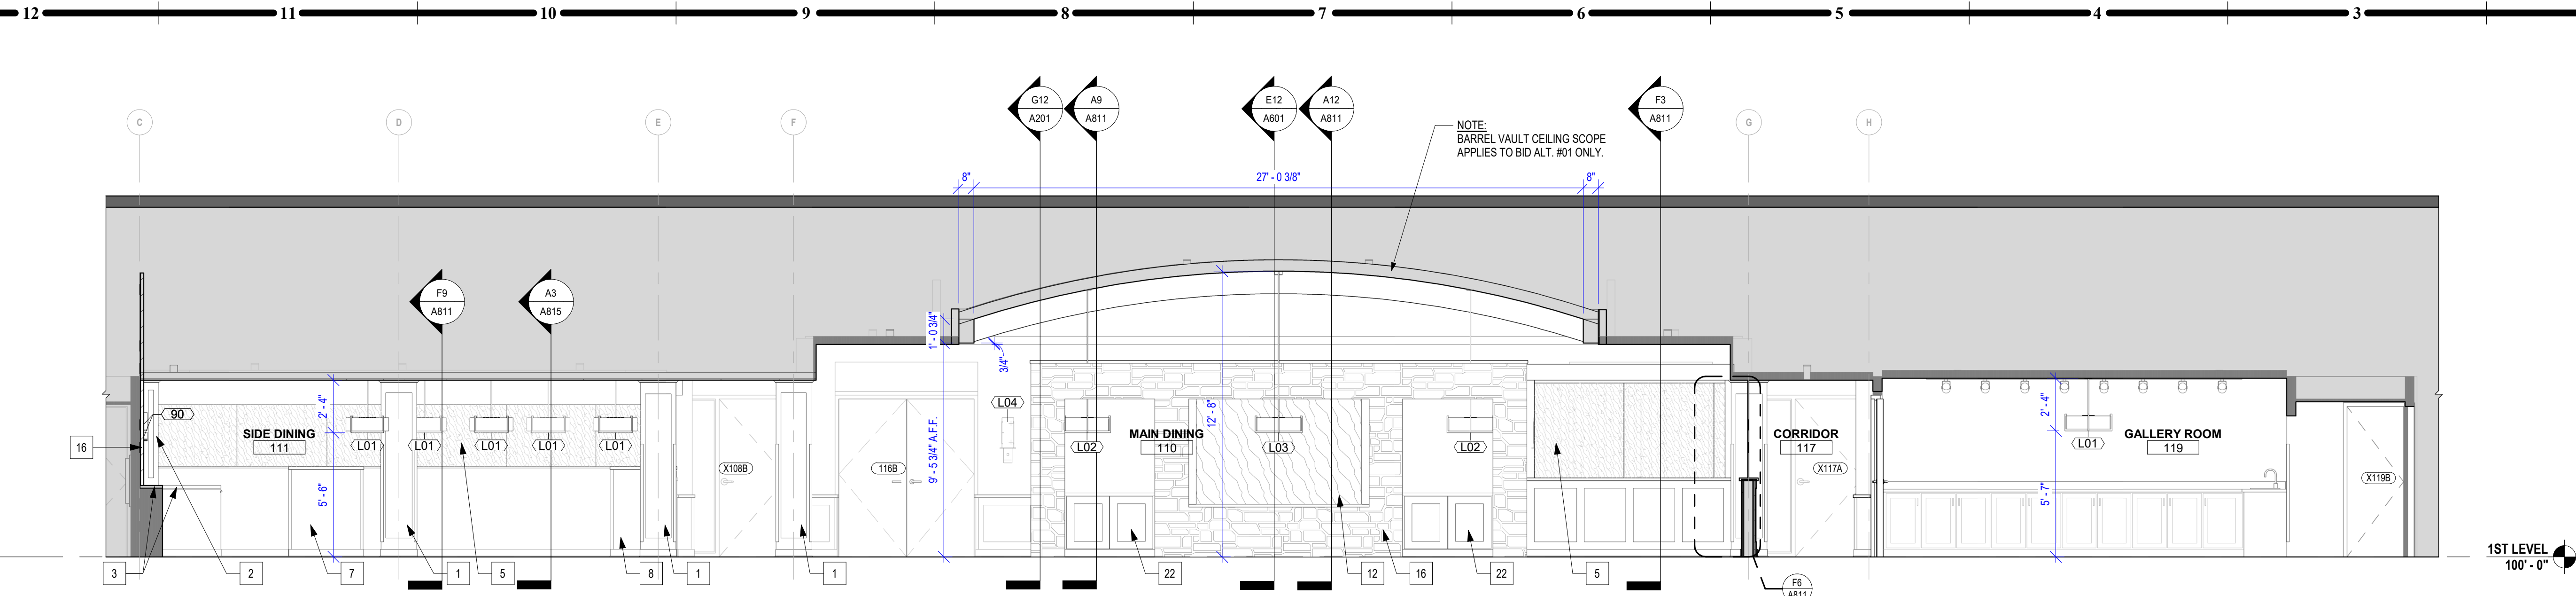 12 11 10 9 8 7 6 5 4 3
G12
A201
A9
A811
E12
A601
A12
A811
F3
A811
C D E F G H
NOTE:
BARREL VAULT CEILING SCOPE
APPLIES TO BID ALT. #01 ONLY.
8" 27' - 0 3/8" 8"
F9
A811
A3
A815
1' - 0 3/4"
3/4"
12' - 8"
9' - 5 3/4" A.F.F.
2' - 4"
5' - 6"
2' - 4"
5' - 7"
90
16
SIDE DINING
111
L01 L01 L01 L01 L01
X108B
116B
L04
L02
MAIN DINING
110
L03
L02
CORRIDOR
117
X117A
L01
GALLERY ROOM
119
X119B
3 2 7 1 5 8 1 1 22 12 16 22 5
F6
A811
1ST LEVEL
100' - 0"